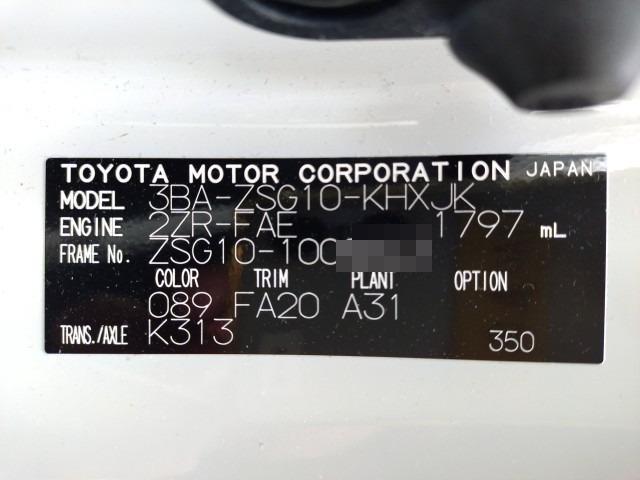 TOYOTA MOTOR CORPORATION JAPAN
MODEL 3BA-ZSG10-KHXJK
ENGINE 2ZR-FAE 1797 mL
FRAME No. ZSG10-100
COLOR TRIM PLANT OPTION
089 FA20 A31
TRANS./AXLE K313 350